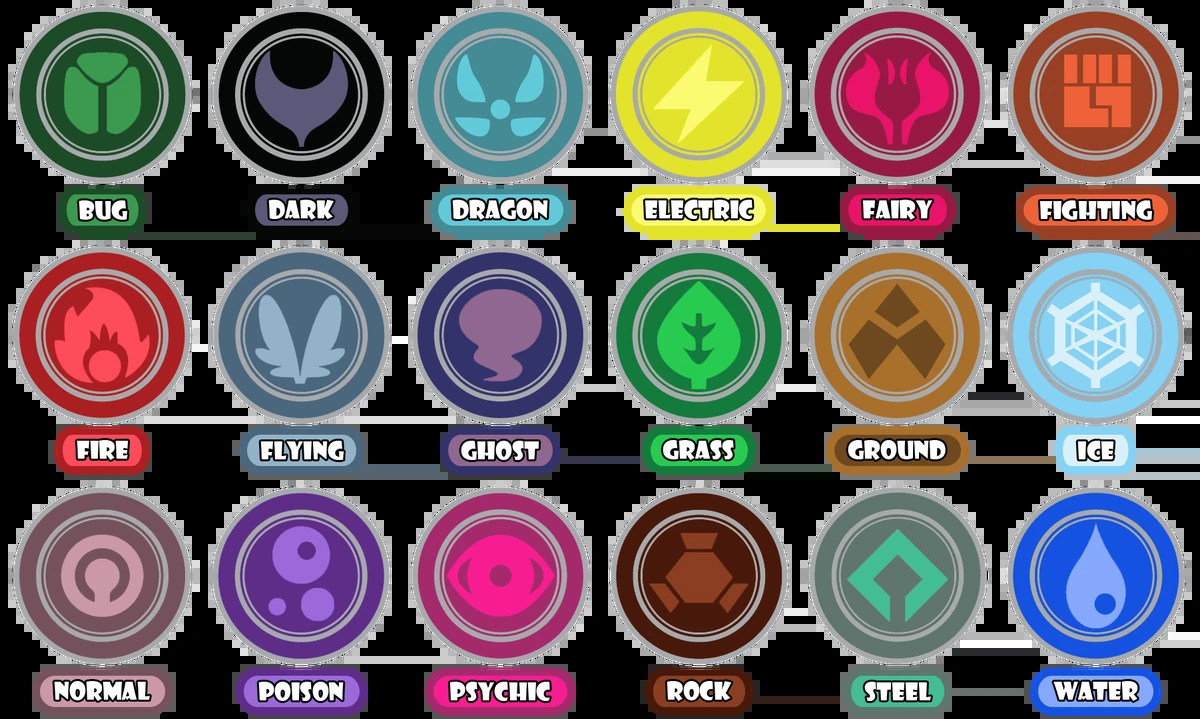 BUG
DARK
DRAGON
ELECTRIC
FAIRY
FIGHTING
FIRE
FLYING
GHOST
GRASS
GROUND
ICE
NORMAL
POISON
PSYCHIC
ROCK
STEEL
WATER